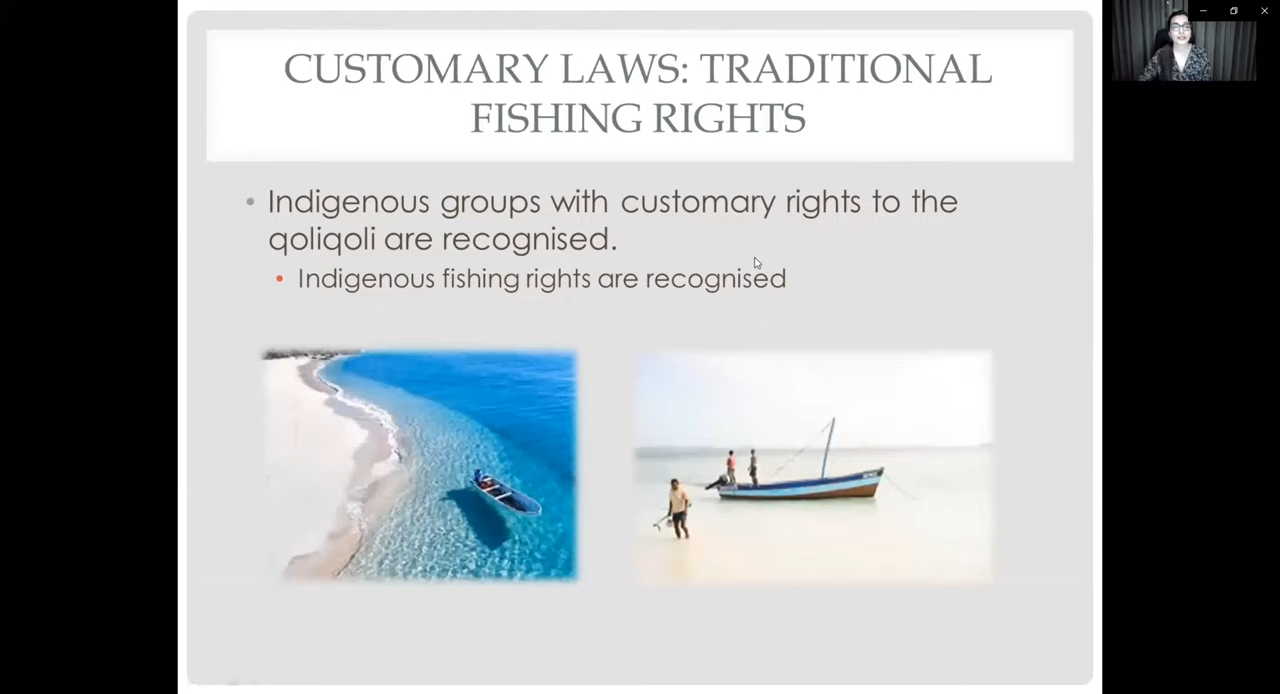 CUSTOMARY LAWS: TRADITIONAL
FISHING RIGHTS
• Indigenous groups with customary rights to the
qoliqoli are recognised.
• Indigenous fishing rights are recognised